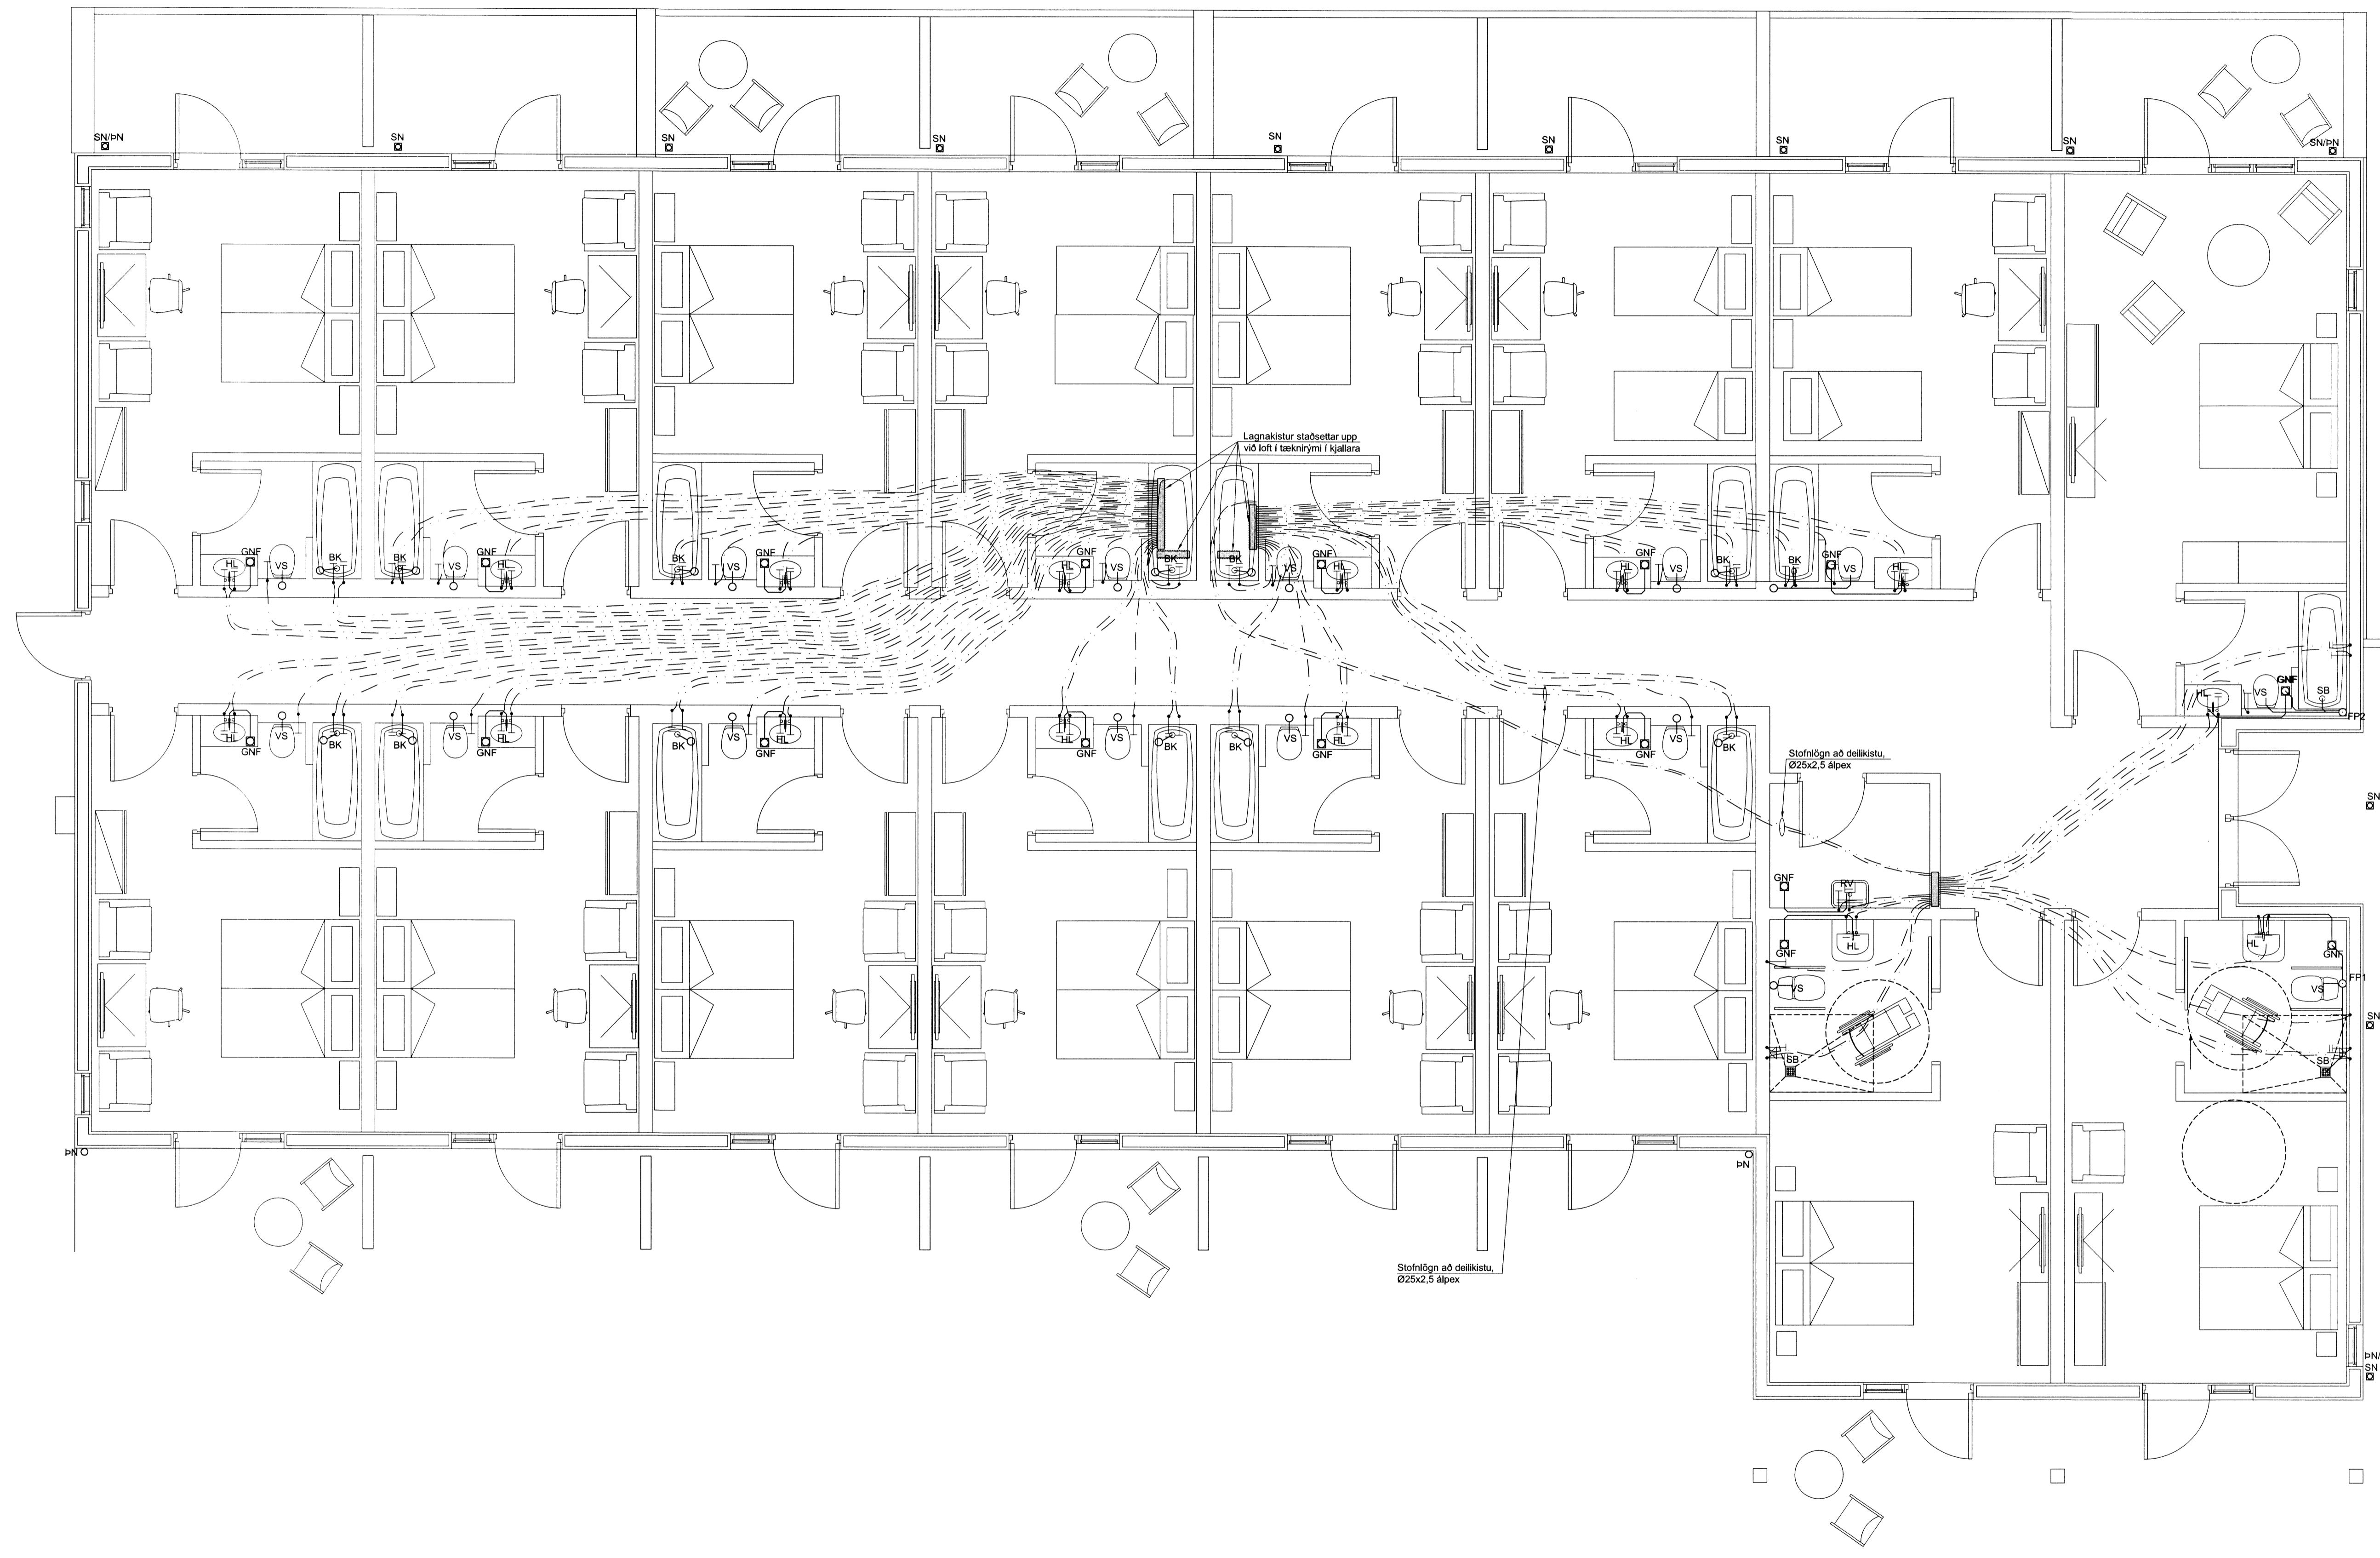 SN/ÞN
SN
SN
SN
SN
SN
SN
SN
SN/ÞN
Lagnakistur staðsettar upp
við loft í tæknirými í kjallara
HL
GNF
VS
BK
BK
VS
GNF
HL
BK
VS
GNF
HL
HL
GNF
VS
BK
BK
VS
GNF
HL
HL
GNF
VS
BK
BK
GNF
VS
HL
HL
VS
GNF
SB
FP2
HL
GNF
VS
BK
BK
VS
GNF
HL
BK
VS
GNF
HL
HL
GNF
VS
BK
BK
VS
GNF
HL
HL
GNF
VS
BK
Stofnlögn að deilikistu,
Ø25x2,5 álpex
SN
GNF
RV
GNF
HL
VS
SB
HL
GNF
VS
FP1
SB
SN
ÞN
ÞN
Stofnlögn að deilikistu,
Ø25x2,5 álpex
ÞN/
SN